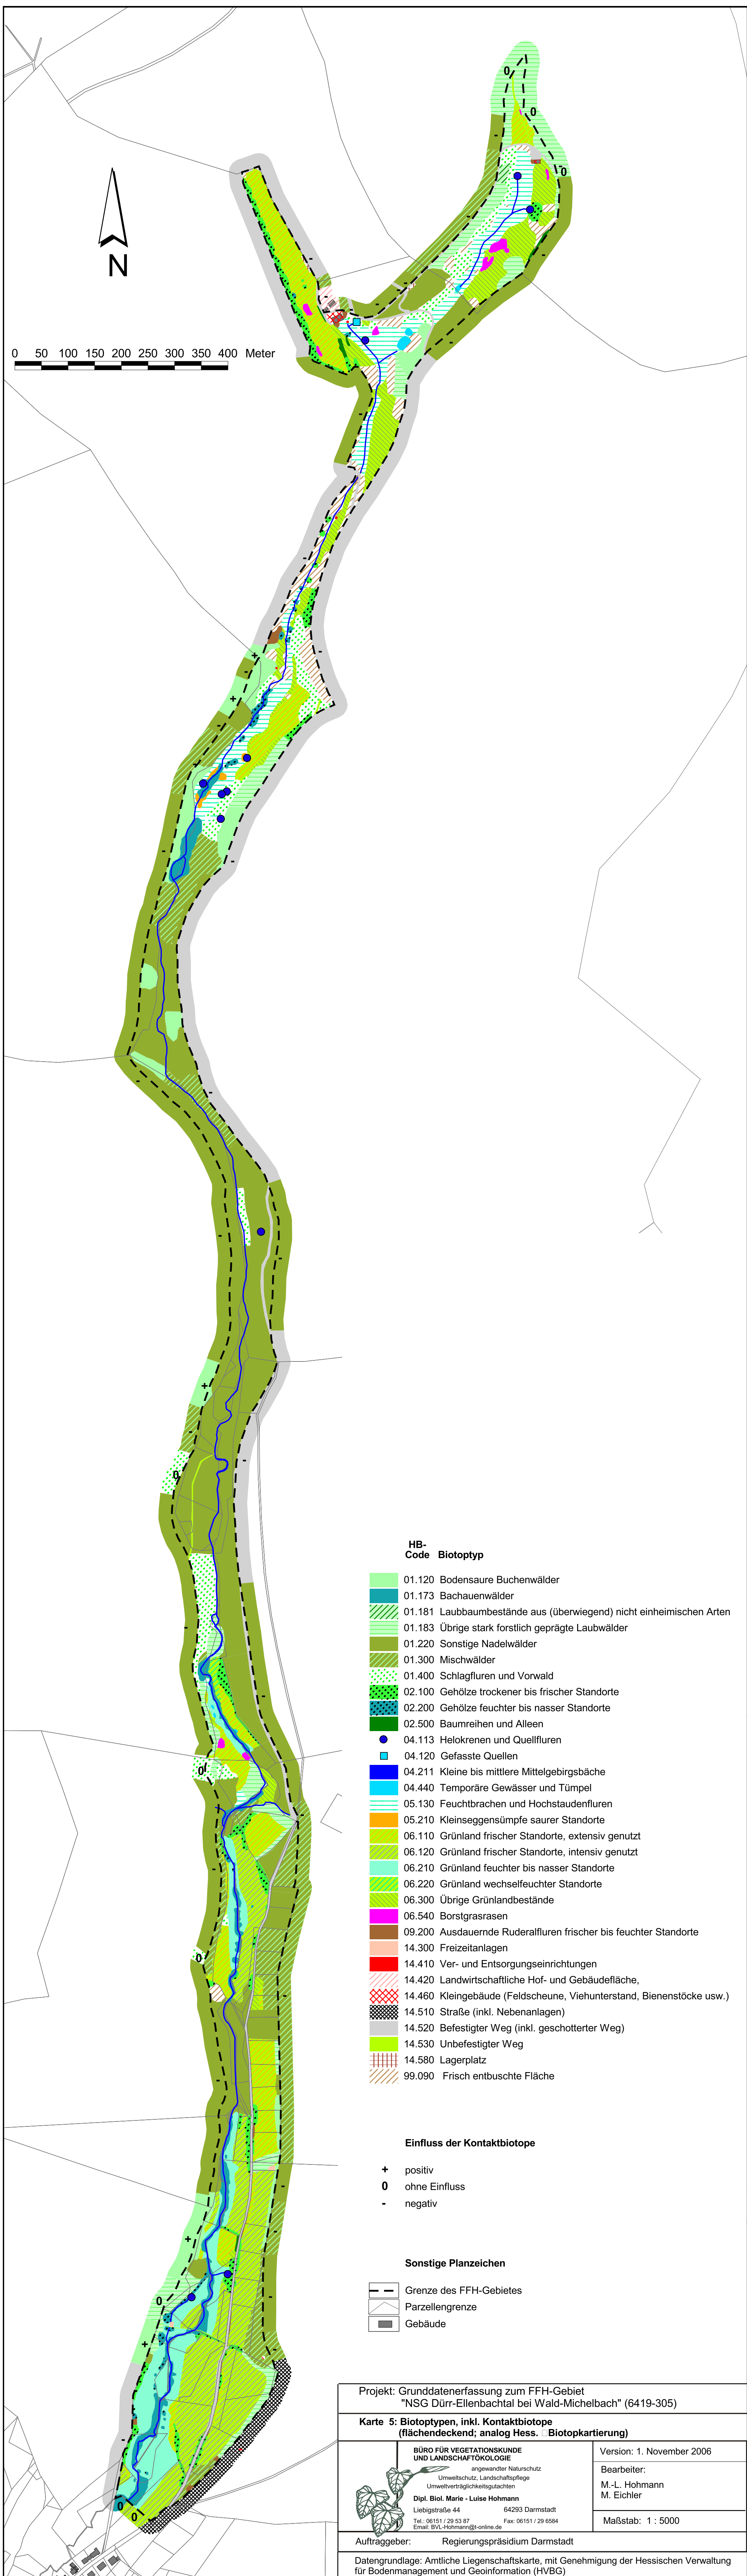 N
0 50 100 150 200 250 300 350 400 Meter
HB-
Code Biotoptyp
01.120 Bodensaure Buchenwälder
01.173 Bachauenwälder
01.181 Laubbaumbestände aus (überwiegend) nicht einheimischen Arten
01.183 Übrige stark forstlich geprägte Laubwälder
01.220 Sonstige Nadelwälder
01.300 Mischwälder
01.400 Schlagfluren und Vorwald
02.100 Gehölze trockener bis frischer Standorte
02.200 Gehölze feuchter bis nasser Standorte
02.500 Baumreihen und Alleen
04.113 Helokrenen und Quellfluren
04.120 Gefasste Quellen
04.211 Kleine bis mittlere Mittelgebirgsbäche
04.440 Temporäre Gewässer und Tümpel
05.130 Feuchtbrachen und Hochstaudenfluren
05.210 Kleinseggensümpfe saurer Standorte
06.110 Grünland frischer Standorte, extensiv genutzt
06.120 Grünland frischer Standorte, intensiv genutzt
06.210 Grünland feuchter bis nasser Standorte
06.220 Grünland wechselfeuchter Standorte
06.300 Übrige Grünlandbestände
06.540 Borstgrasrasen
09.200 Ausdauernde Ruderalfluren frischer bis feuchter Standorte
14.300 Freizeitanlagen
14.410 Ver- und Entsorgungseinrichtungen
14.420 Landwirtschaftliche Hof- und Gebäudefläche,
14.460 Kleingebäude (Feldscheune, Viehunterstand, Bienenstöcke usw.)
14.510 Straße (inkl. Nebenanlagen)
14.520 Befestigter Weg (inkl. geschotterter Weg)
14.530 Unbefestigter Weg
14.580 Lagerplatz
99.090 Frisch entbuschte Fläche
Einfluss der Kontaktbiotope
+ positiv
0 ohne Einfluss
- negativ
Sonstige Planzeichen
Grenze des FFH-Gebietes
Parzellengrenze
Gebäude
Projekt: Grunddatenerfassung zum FFH-Gebiet
"NSG Dürr-Ellenbachtal bei Wald-Michelbach" (6419-305)
Karte 5: Biotoptypen, inkl. Kontaktbiotope
(flächendeckend; analog Hess. Biotopkartierung)
BÜRO FÜR VEGETATIONSKUNDE
UND LANDSCHAFTÖKOLOGIE
angewandter Naturschutz
Umweltschutz, Landschaftspflege
Umweltverträglichkeitsgutachten
Dipl. Biol. Marie - Luise Hohmann
Liebigstraße 44 64293 Darmstadt
Tel.: 06151 / 29 53 87 Fax: 06151 / 29 6584
Email: BVL-Hohmann@t-online.de
Version: 1. November 2006
Bearbeiter:
M.-L. Hohmann
M. Eichler
Maßstab: 1 : 5000
Auftraggeber: Regierungspräsidium Darmstadt
Datengrundlage: Amtliche Liegenschaftskarte, mit Genehmigung der Hessischen Verwaltung
für Bodenmanagement und Geoinformation (HVBG)